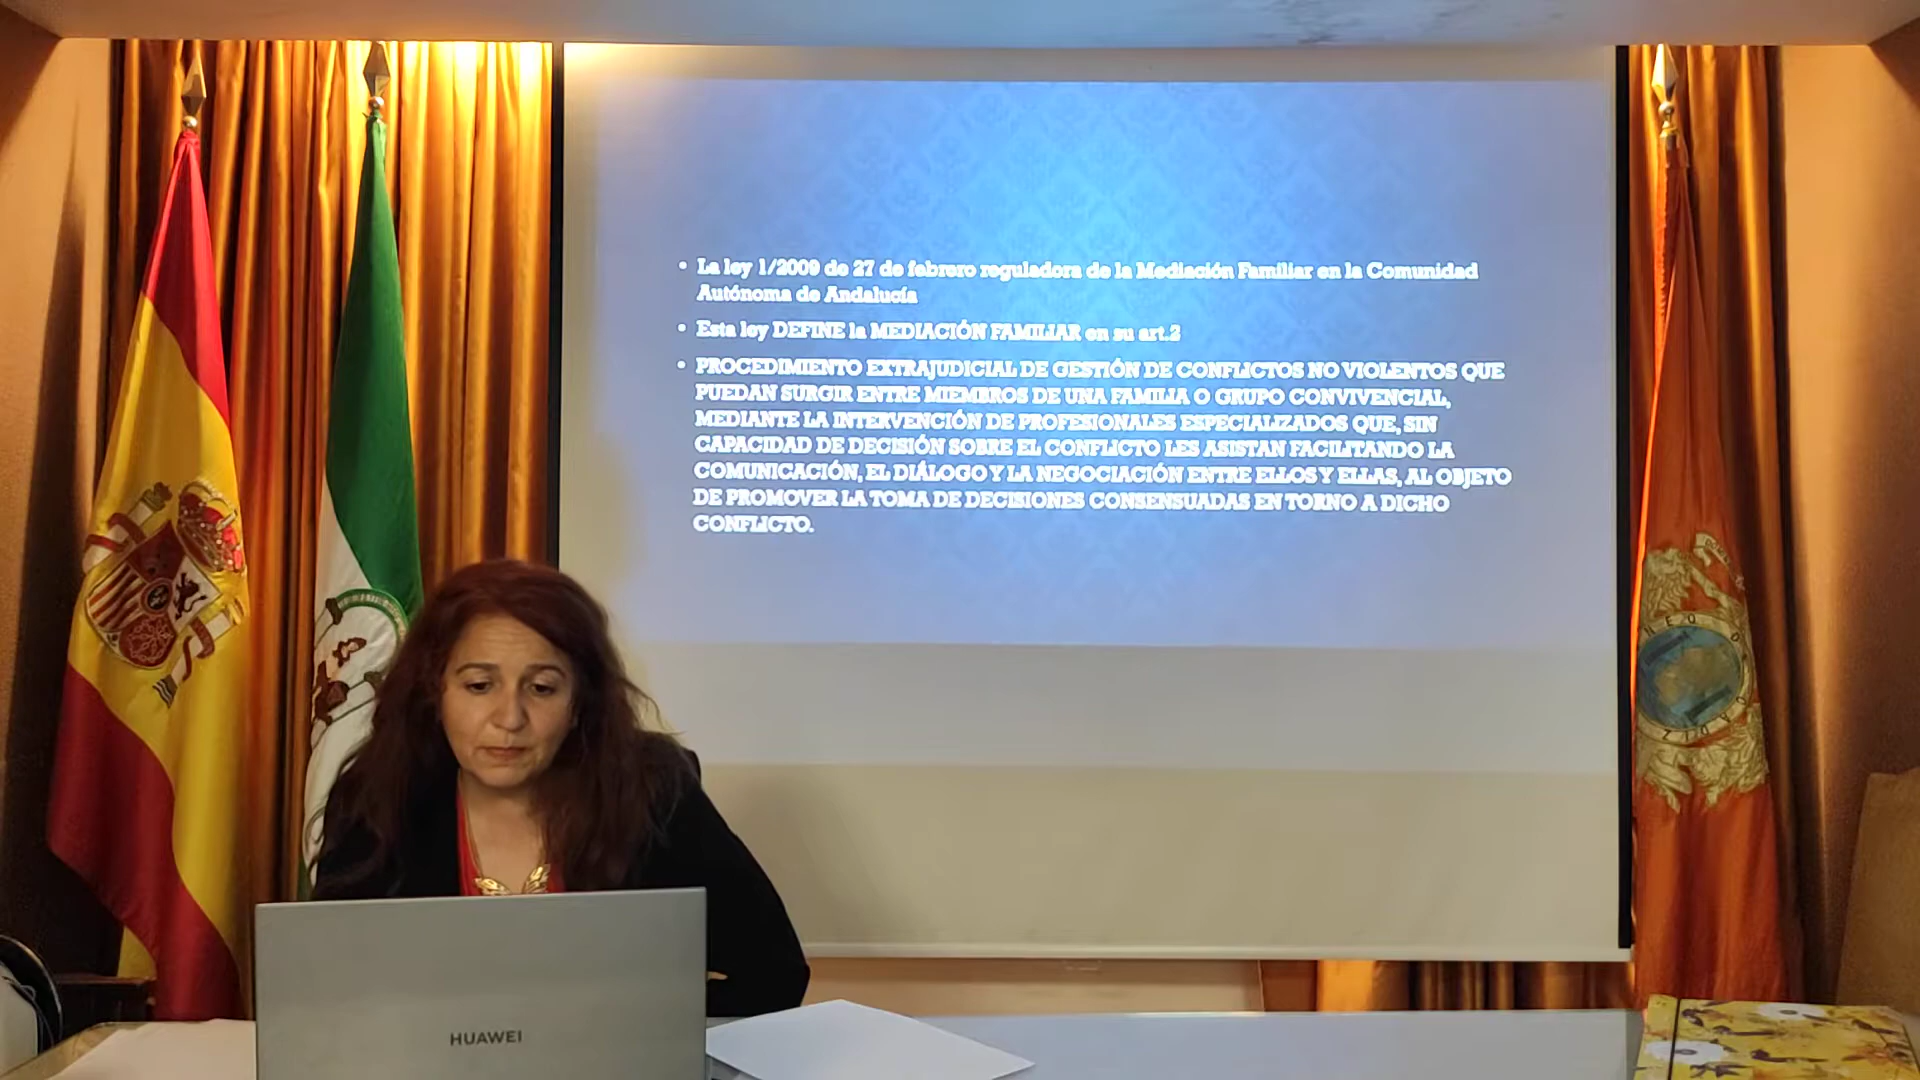 • La ley 1/2009 de 27 de febrero reguladora de la Mediación Familiar en la Comunidad
Autónoma de Andalucía
• Esta ley DEFINE la MEDIACIÓN FAMILIAR en su art.2
• PROCEDIMIENTO EXTRAJUDICIAL DE GESTIÓN DE CONFLICTOS NO VIOLENTOS QUE
PUEDAN SURGIR ENTRE MIEMBROS DE UNA FAMILIA O GRUPO CONVIVENCIAL,
MEDIANTE LA INTERVENCIÓN DE PROFESIONALES ESPECIALIZADOS QUE, SIN
CAPACIDAD DE DECISIÓN SOBRE EL CONFLICTO LES ASISTAN FACILITANDO LA
COMUNICACIÓN, EL DIÁLOGO Y LA NEGOCIACIÓN ENTRE ELLOS Y ELLAS, AL OBJETO
DE PROMOVER LA TOMA DE DECISIONES CONSENSUADAS EN TORNO A DICHO
CONFLICTO.
HUAWEI